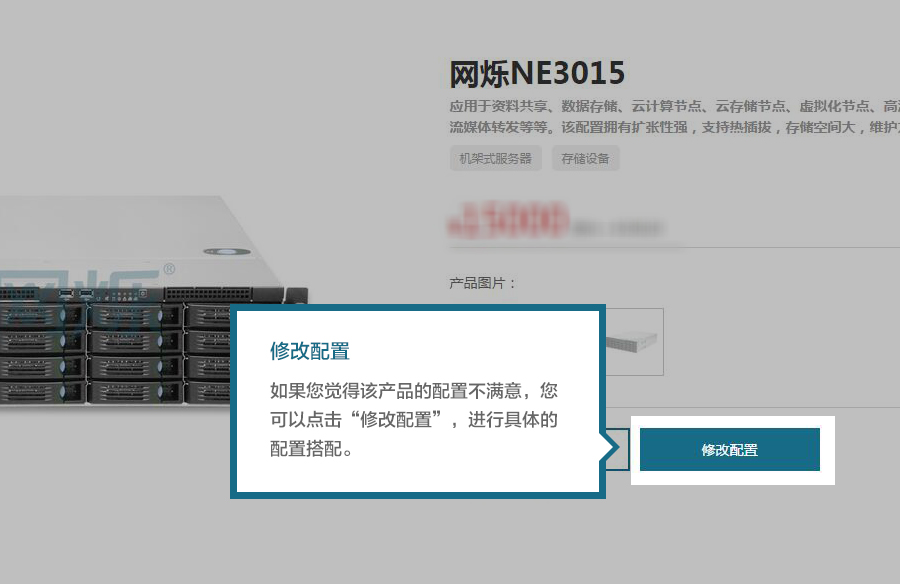 网烁NE3015
应用于资料共享、数据存储、云计算节点、云存储节点、虚拟化节点、高
流媒体转发等等。该配置拥有扩张性强，支持热插拔，存储空间大，维护
机架式服务器 存储设备
产品图片：
网烁®
修改配置
如果您觉得该产品的配置不满意，您
可以点击“修改配置”，进行具体的
配置搭配。
修改配置